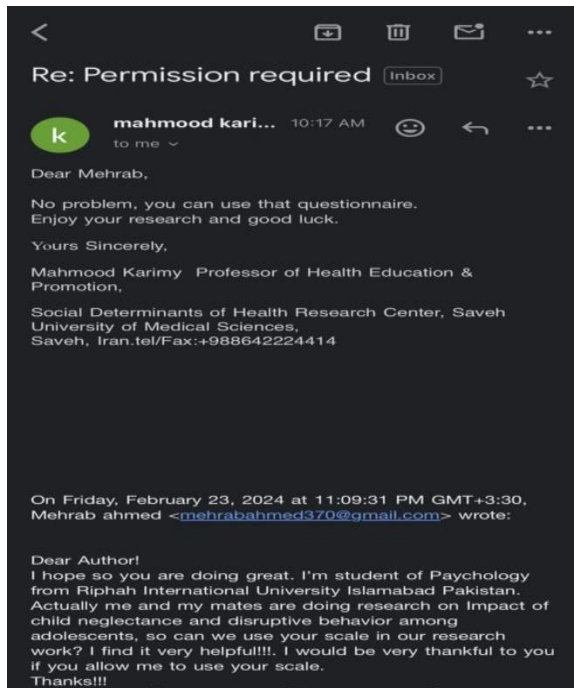 Re: Permission required Inbox
k
mahmood kari... 10:17 AM
to me
Dear Mehrab,
No problem, you can use that questionnaire.
Enjoy your research and good luck.
Yours Sincerely,
Mahmood Karimy Professor of Health Education &
Promotion,
Social Determinants of Health Research Center, Saveh
University of Medical Sciences,
Saveh, Iran.tel/Fax:+988642224414
On Friday, February 23, 2024 at 11:09:31 PM GMT+3:30,
Mehrab ahmed <mehrabahmed370@gmail.com> wrote:
Dear Author!
I hope so you are doing great. I'm student of Paychology
from Riphah International University Islamabad Pakistan.
Actually me and my mates are doing research on Impact of
child neglectance and disruptive behavior among
adolescents, so can we use your scale in our research
work? I find it very helpful!!!. I would be very thankful to you
if you allow me to use your scale.
Thanks!!!